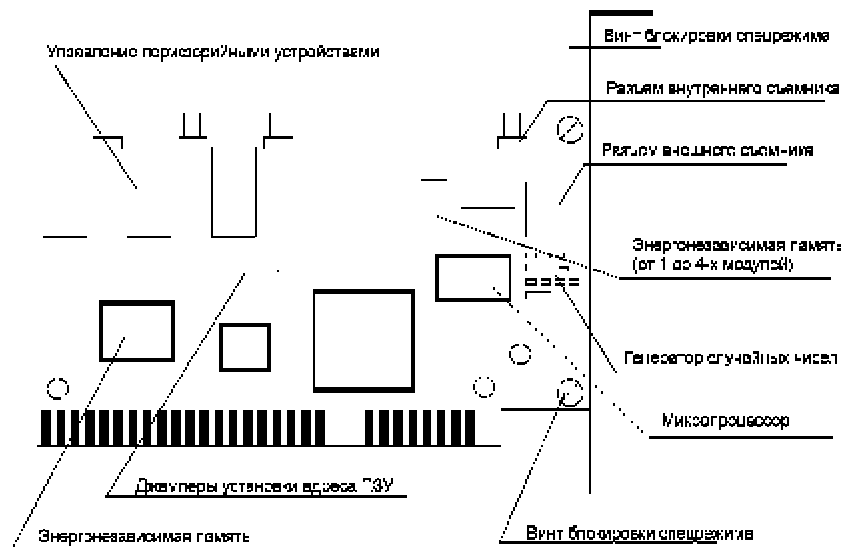 Винт блокировки спецрежима
Управление периферийными устройствами
Разъем внутреннего съемника
Разъем внешнего съемника
Энергонезависимая память
(от 1 до 4-х модулей)
Генератор случайных чисел
Микропроцессор
Джамперы установки адреса ПЗУ
Энергонезависимая память
Винт блокировки спецрежима